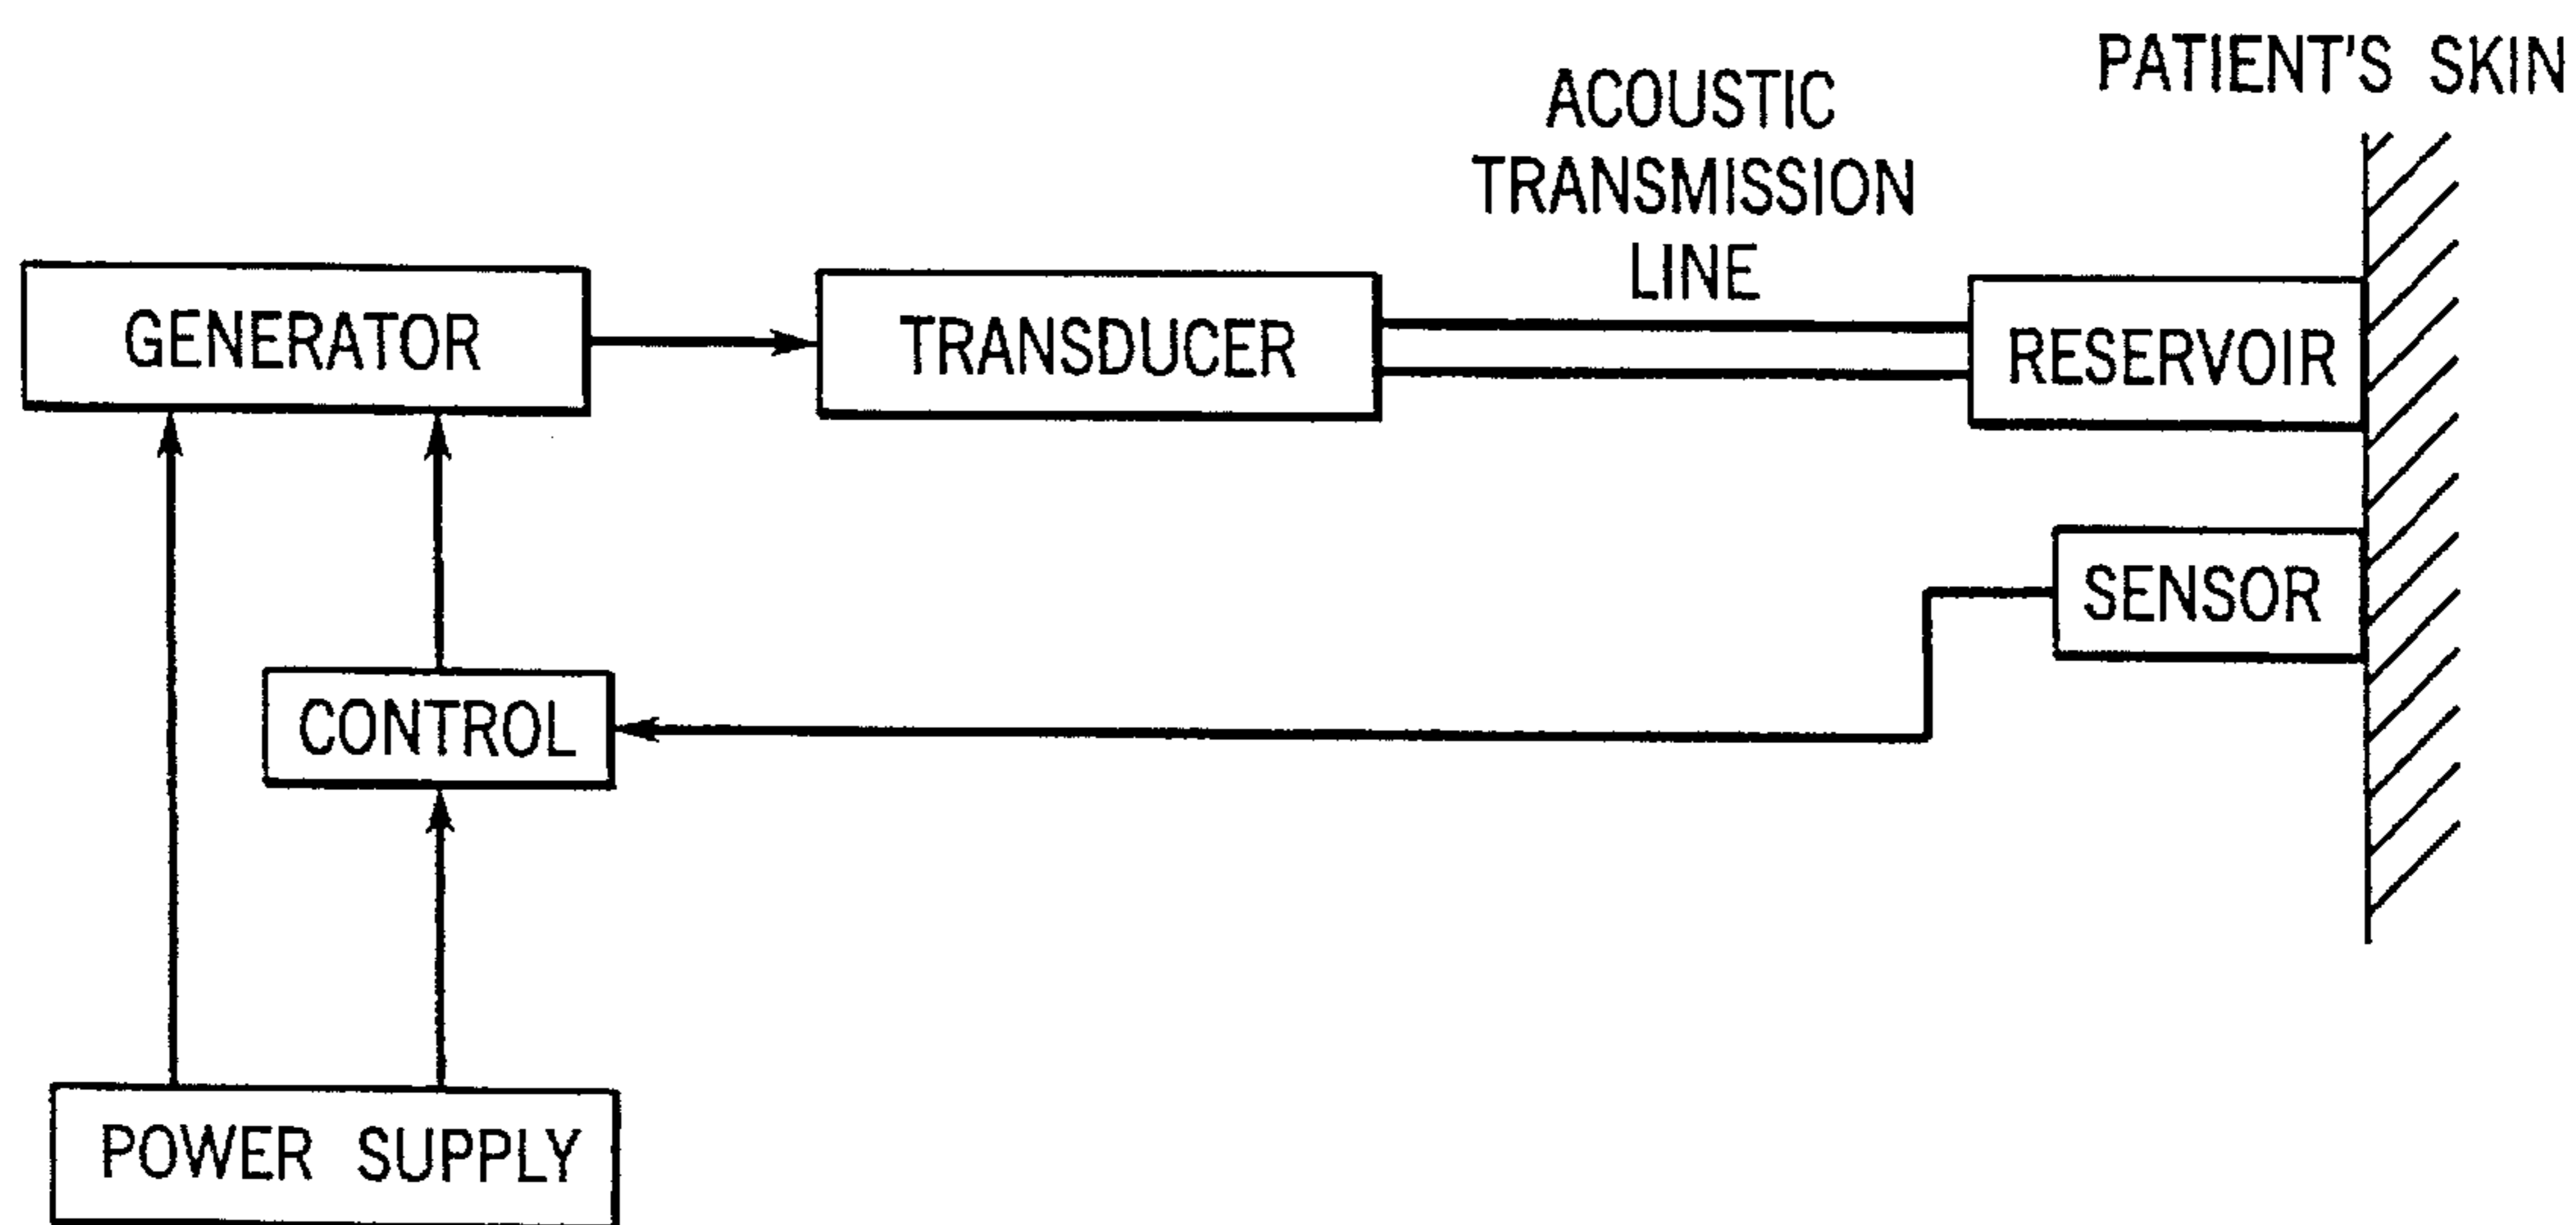 PATIENT'S SKIN
ACOUSTIC
TRANSMISSION
LINE
GENERATOR
TRANSDUCER
RESERVOIR
SENSOR
CONTROL
POWER SUPPLY